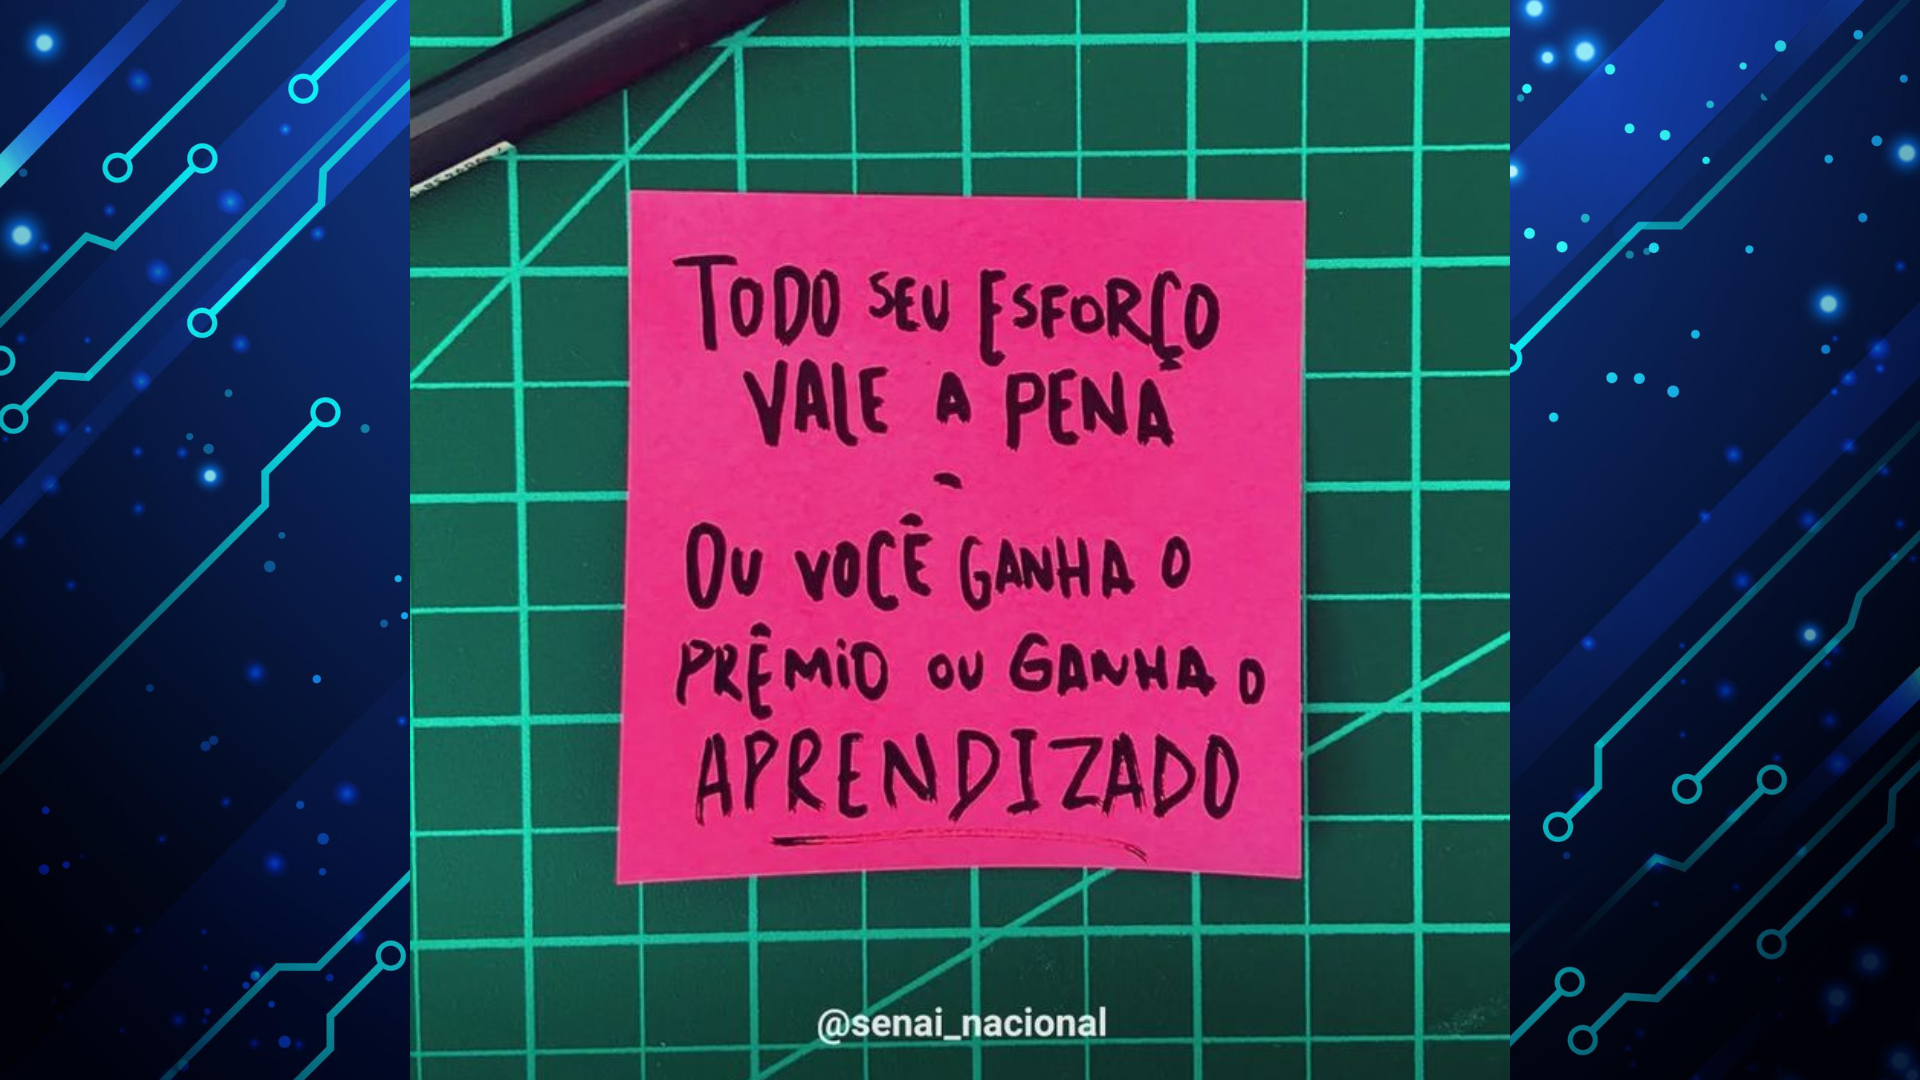 TODO SEU ESFORÇO
VALE A PENA
-
OU VOCÊ GANHA O
PRÊMIO OU GANHA O
APRENDIZADO
@senai_nacional